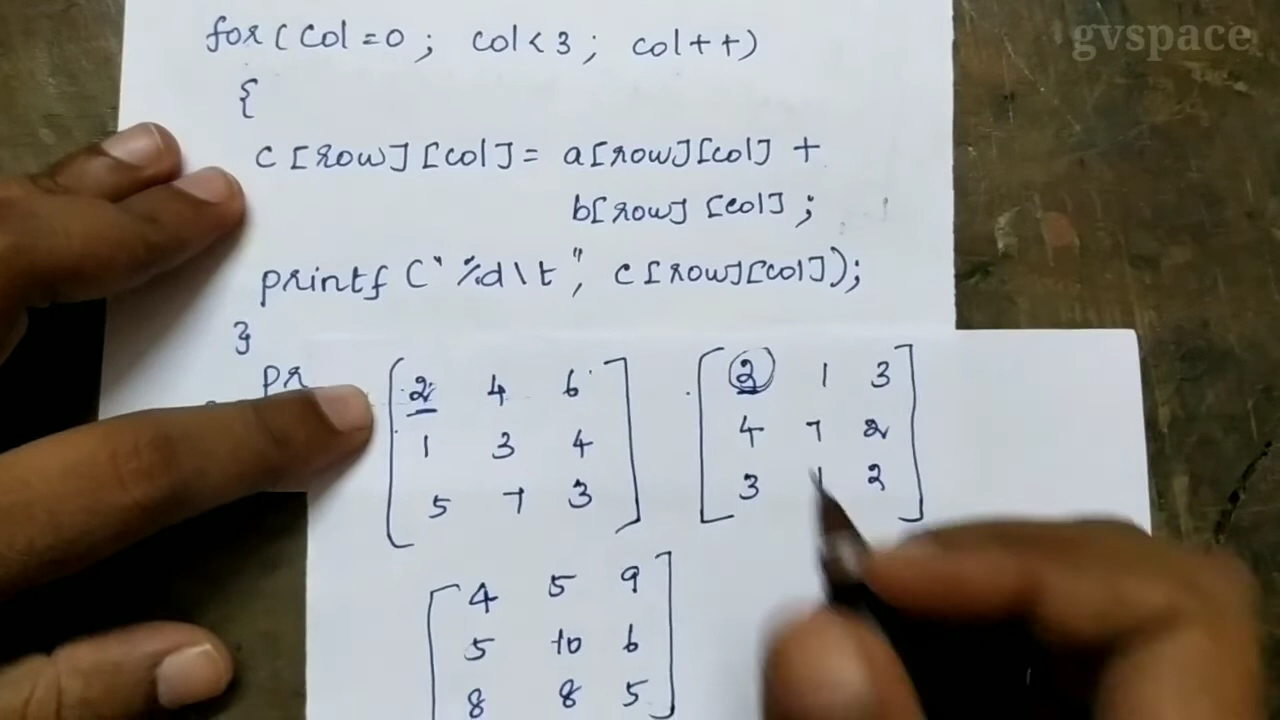 gvspace
for(col=0; col<3; col++)
{
c[row][col]= a[row][col] +
b[row][col];
printf("%d\t", c[row][col]);
}
pr
2 4 6 2 1 3
1 3 4 4 7 2
5 7 3 3 1 2
4 5 9
5 10 6
8 8 5